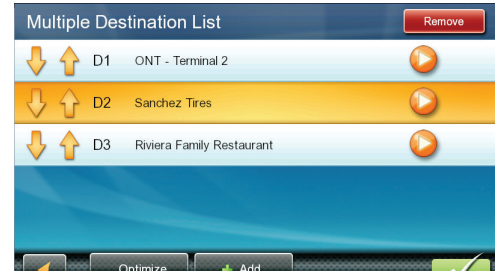 Multiple Destination List Remove
D1 ONT - Terminal 2
D2 Sanchez Tires
D3 Riviera Family Restaurant
Optimize Add